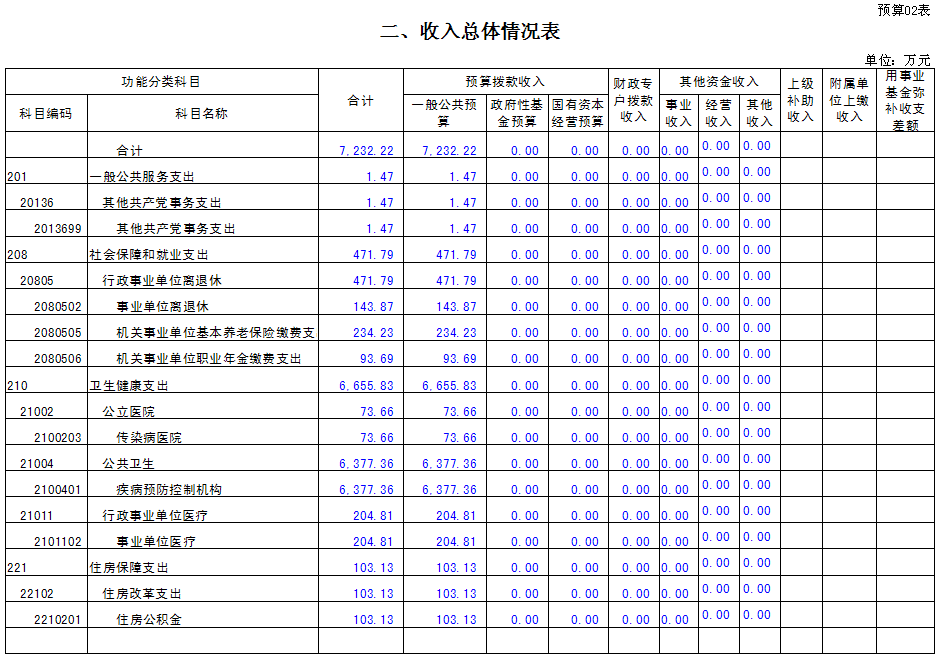 预算02表
二、收入总体情况表
单位：万元
功能分类科目 合计 预算拨款收入 财政专户拨款收入 其他资金收入 上级补助收入 附属单位上缴收入 用事业基金弥补收支差额
科目编码 科目名称 一般公共预算 政府性基金预算 国有资本经营预算 事业收入 经营收入 其他收入
合计 7,232.22 7,232.22 0.00 0.00 0.00 0.00 0.00 0.00
201 一般公共服务支出 1.47 1.47 0.00 0.00 0.00 0.00 0.00 0.00
20136 其他共产党事务支出 1.47 1.47 0.00 0.00 0.00 0.00 0.00 0.00
2013699 其他共产党事务支出 1.47 1.47 0.00 0.00 0.00 0.00 0.00 0.00
208 社会保障和就业支出 471.79 471.79 0.00 0.00 0.00 0.00 0.00 0.00
20805 行政事业单位离退休 471.79 471.79 0.00 0.00 0.00 0.00 0.00 0.00
2080502 事业单位离退休 143.87 143.87 0.00 0.00 0.00 0.00 0.00 0.00
2080505 机关事业单位基本养老保险缴费支 234.23 234.23 0.00 0.00 0.00 0.00 0.00 0.00
2080506 机关事业单位职业年金缴费支出 93.69 93.69 0.00 0.00 0.00 0.00 0.00 0.00
210 卫生健康支出 6,655.83 6,655.83 0.00 0.00 0.00 0.00 0.00 0.00
21002 公立医院 73.66 73.66 0.00 0.00 0.00 0.00 0.00 0.00
2100203 传染病医院 73.66 73.66 0.00 0.00 0.00 0.00 0.00 0.00
21004 公共卫生 6,377.36 6,377.36 0.00 0.00 0.00 0.00 0.00 0.00
2100401 疾病预防控制机构 6,377.36 6,377.36 0.00 0.00 0.00 0.00 0.00 0.00
21011 行政事业单位医疗 204.81 204.81 0.00 0.00 0.00 0.00 0.00 0.00
2101102 事业单位医疗 204.81 204.81 0.00 0.00 0.00 0.00 0.00 0.00
221 住房保障支出 103.13 103.13 0.00 0.00 0.00 0.00 0.00 0.00
22102 住房改革支出 103.13 103.13 0.00 0.00 0.00 0.00 0.00 0.00
2210201 住房公积金 103.13 103.13 0.00 0.00 0.00 0.00 0.00 0.00